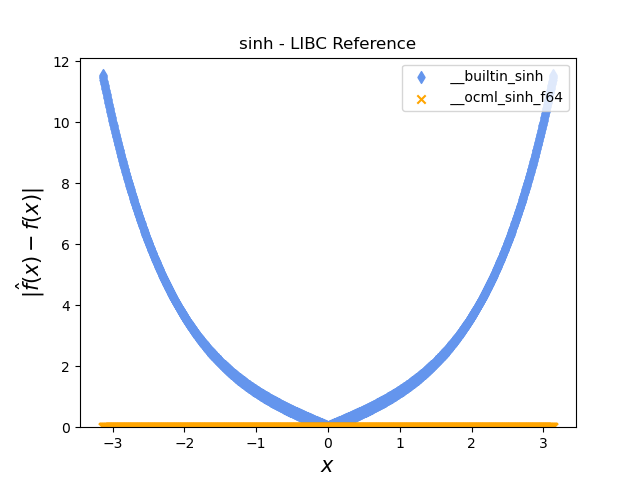 sinh - LIBC Reference
|f̂(x) − f(x)|
12
10
8
6
4
2
0
__builtin_sinh
__ocml_sinh_f64
−3 −2 −1 0 1 2 3
x